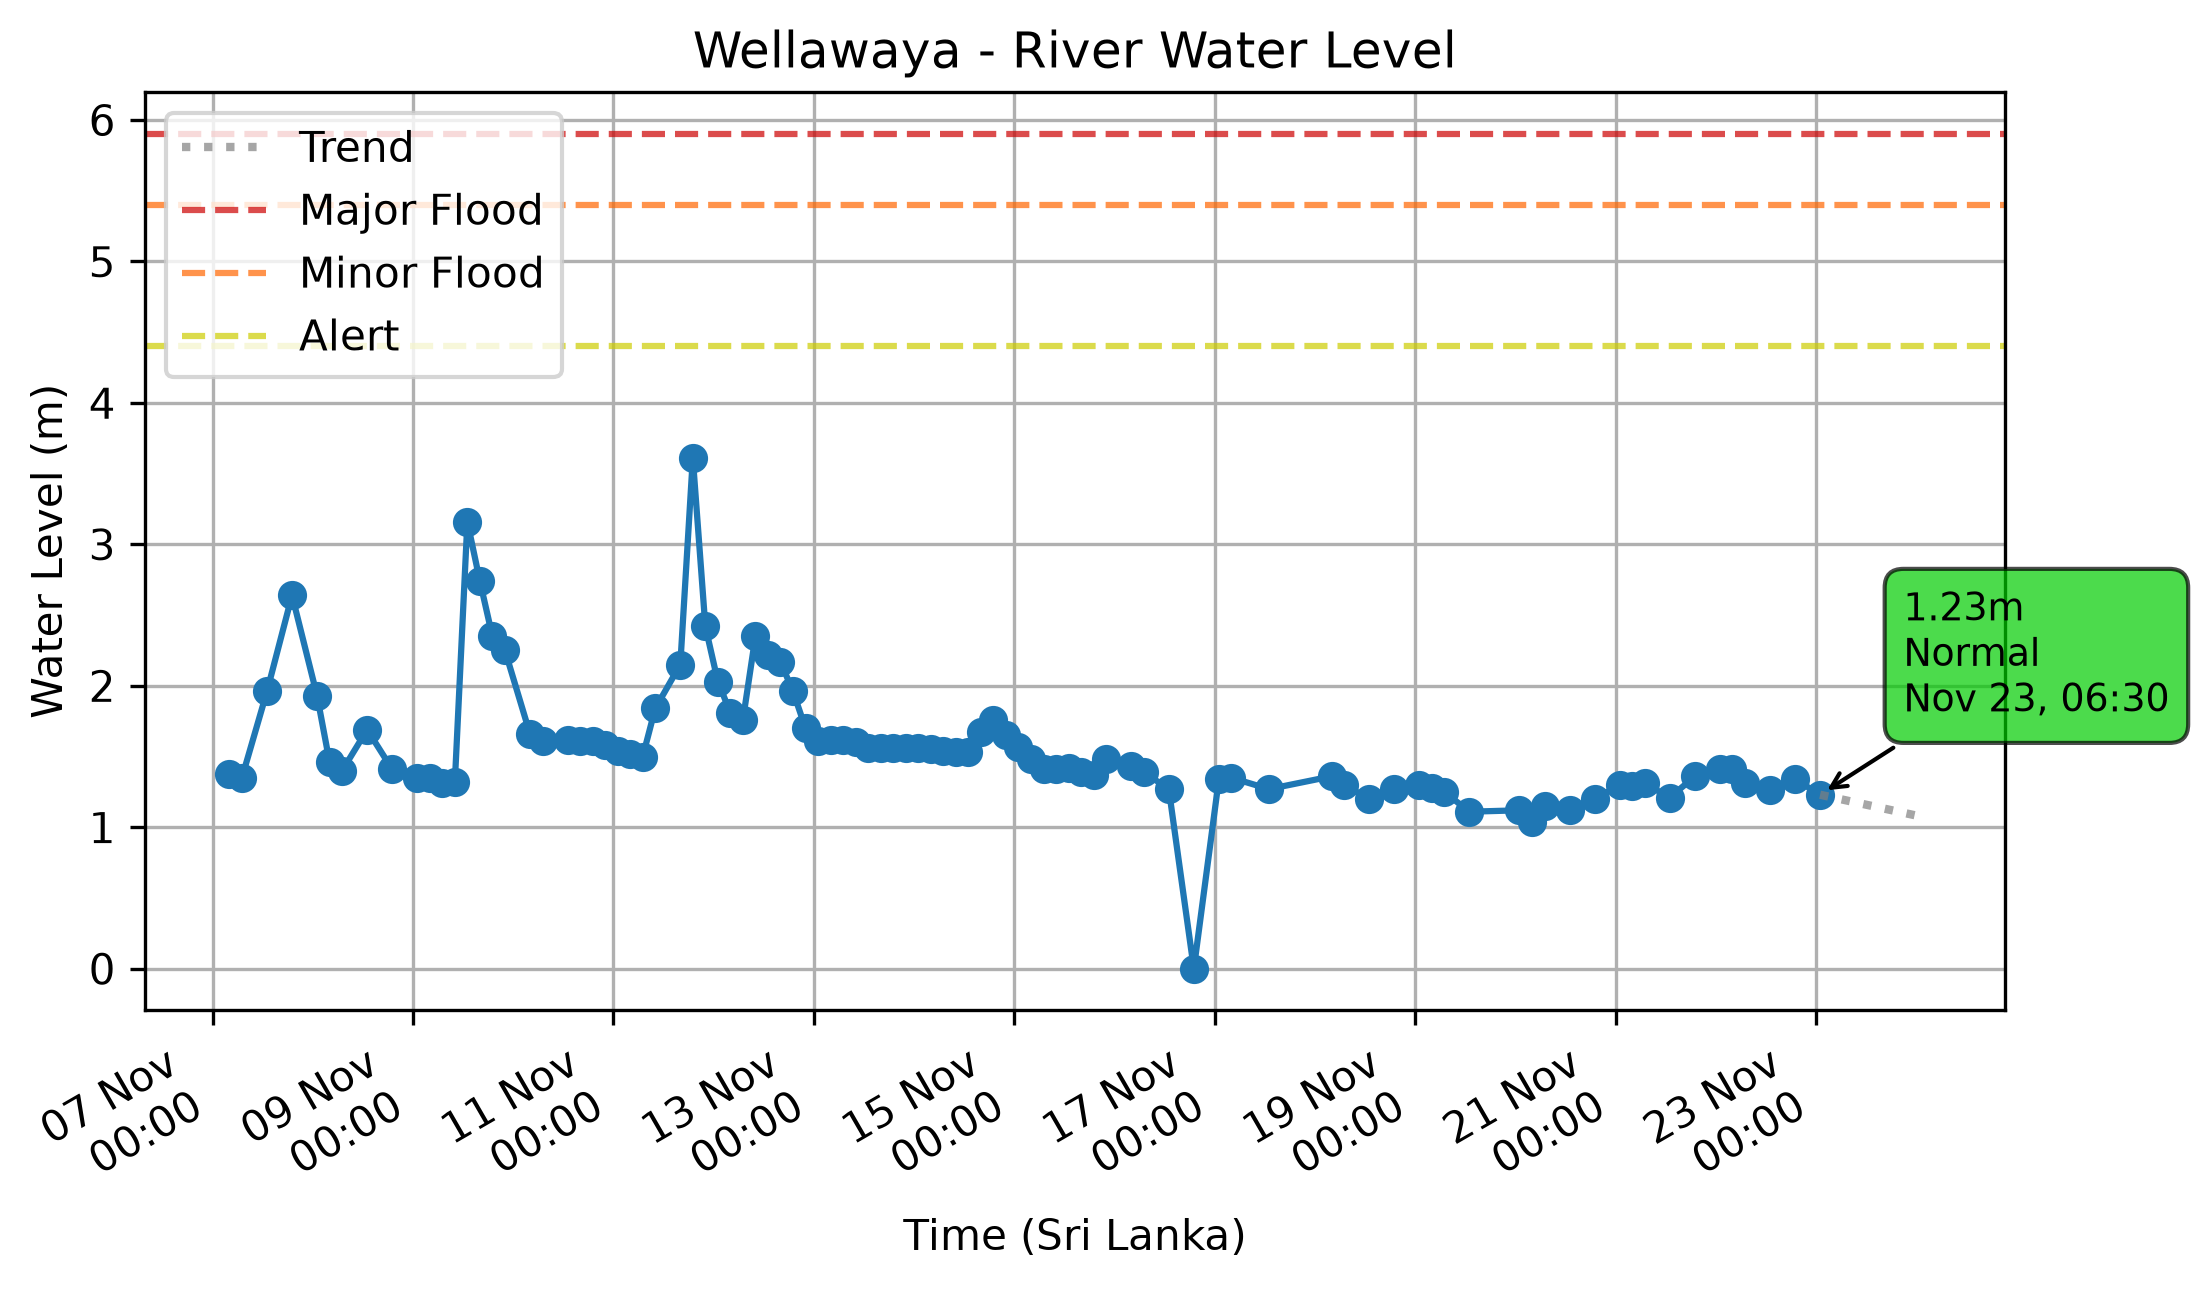 Wellawaya - River Water Level
Trend
Major Flood
Minor Flood
Alert
6
5
4
3
2
1
0
Water Level (m)
1.23m
Normal
Nov 23, 06:30
07 Nov
00:00
09 Nov
00:00
11 Nov
00:00
13 Nov
00:00
15 Nov
00:00
17 Nov
00:00
19 Nov
00:00
21 Nov
00:00
23 Nov
00:00
Time (Sri Lanka)